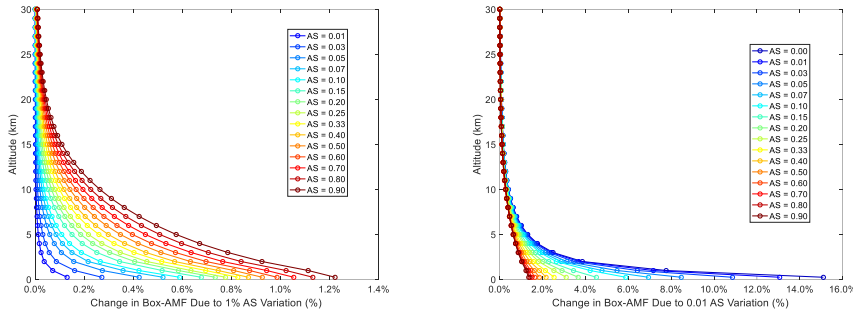 30
25
20
15
10
5
0
Altitude (km)
0.0% 0.2% 0.4% 0.6% 0.8% 1.0% 1.2% 1.4%
Change in Box-AMF Due to 1% AS Variation (%)
AS = 0.01
AS = 0.03
AS = 0.05
AS = 0.07
AS = 0.10
AS = 0.15
AS = 0.20
AS = 0.25
AS = 0.33
AS = 0.40
AS = 0.50
AS = 0.60
AS = 0.70
AS = 0.80
AS = 0.90
30
25
20
15
10
5
0
Altitude (km)
0.0% 2.0% 4.0% 6.0% 8.0% 10.0% 12.0% 14.0% 16.0%
Change in Box-AMF Due to 0.01 AS Variation (%)
AS = 0.00
AS = 0.01
AS = 0.03
AS = 0.05
AS = 0.07
AS = 0.10
AS = 0.15
AS = 0.20
AS = 0.25
AS = 0.33
AS = 0.40
AS = 0.50
AS = 0.60
AS = 0.70
AS = 0.80
AS = 0.90